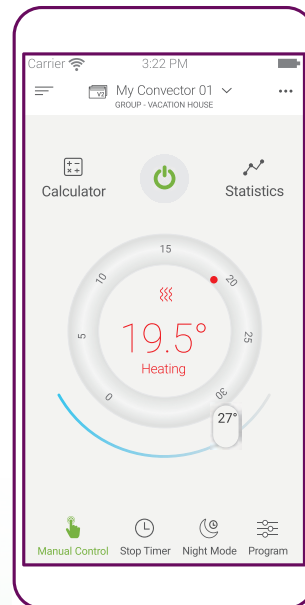 Carrier 3:22 PM
V2 My Convector 01
GROUP - VACATION HOUSE
Calculator Statistics
15
10 20
5 25
19.5°
Heating
0 30
27°
Manual Control Stop Timer Night Mode Program